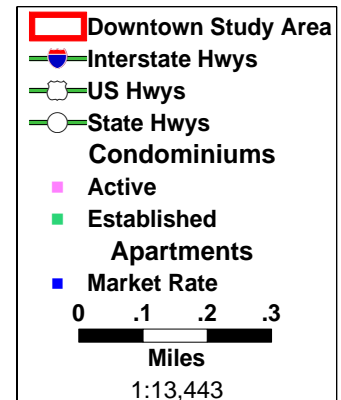 Downtown Study Area
Interstate Hwys
US Hwys
State Hwys
Condominiums
Active
Established
Apartments
Market Rate
0 .1 .2 .3
Miles
1:13,443